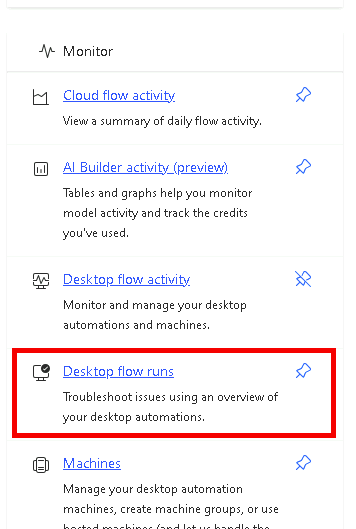 Monitor
Cloud flow activity
View a summary of daily flow activity.
AI Builder activity (preview)
Tables and graphs help you monitor
model activity and track the credits
you've used.
Desktop flow activity
Monitor and manage your desktop
automations and machines.
Desktop flow runs
Troubleshoot issues using an overview of
your desktop automations.
Machines
Manage your desktop automation
machines, create machine groups, or use
hosted machines (and let us handle the